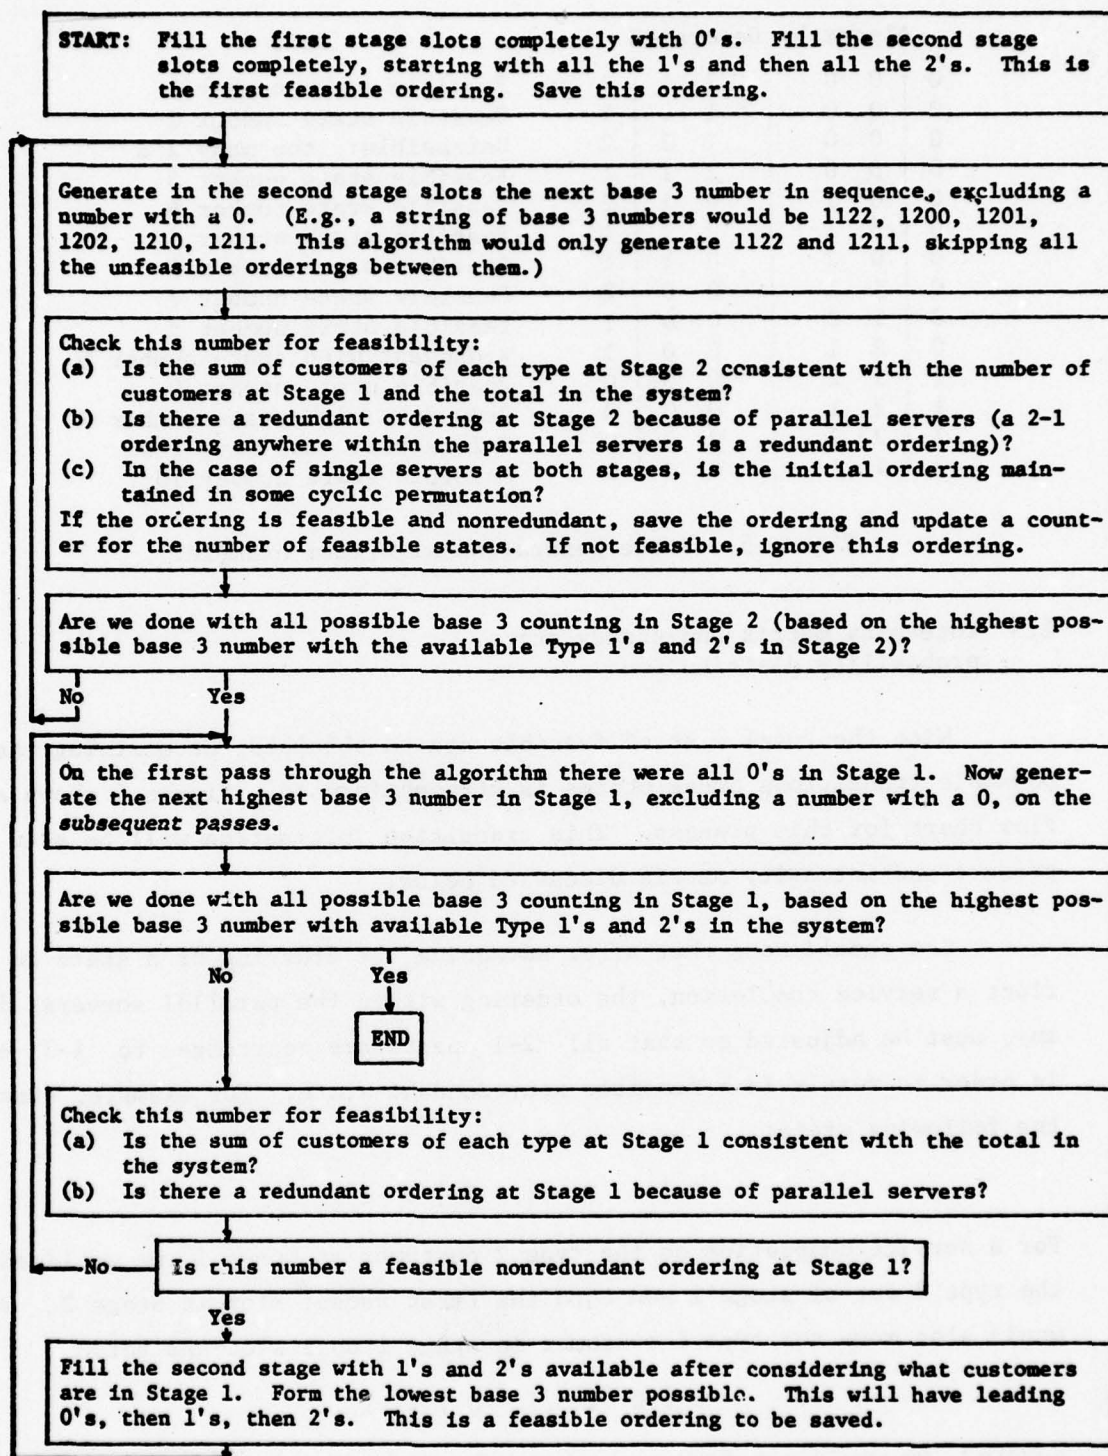 START: Fill the first stage slots completely with 0's. Fill the second stage
slots completely, starting with all the 1's and then all the 2's. This is
the first feasible ordering. Save this ordering.
Generate in the second stage slots the next base 3 number in sequence, excluding a
number with a 0. (E.g., a string of base 3 numbers would be 1122, 1200, 1201,
1202, 1210, 1211. This algorithm would only generate 1122 and 1211, skipping all
the unfeasible orderings between them.)
Check this number for feasibility:
(a) Is the sum of customers of each type at Stage 2 consistent with the number of
customers at Stage 1 and the total in the system?
(b) Is there a redundant ordering at Stage 2 because of parallel servers (a 2-1
ordering anywhere within the parallel servers is a redundant ordering)?
(c) In the case of single servers at both stages, is the initial ordering main-
tained in some cyclic permutation?
If the ordering is feasible and nonredundant, save the ordering and update a count-
er for the number of feasible states. If not feasible, ignore this ordering.
Are we done with all possible base 3 counting in Stage 2 (based on the highest pos-
sible base 3 number with the available Type 1's and 2's in Stage 2)?
No Yes
On the first pass through the algorithm there were all 0's in Stage 1. Now gener-
ate the next highest base 3 number in Stage 1, excluding a number with a 0, on the
subsequent passes.
Are we done with all possible base 3 counting in Stage 1, based on the highest pos-
sible base 3 number with available Type 1's and 2's in the system?
No Yes
END
Check this number for feasibility:
(a) Is the sum of customers of each type at Stage 1 consistent with the total in
the system?
(b) Is there a redundant ordering at Stage 1 because of parallel servers?
No Is this number a feasible nonredundant ordering at Stage 1?
Yes
Fill the second stage with 1's and 2's available after considering what customers
are in Stage 1. Form the lowest base 3 number possible. This will have leading
0's, then 1's, then 2's. This is a feasible ordering to be saved.